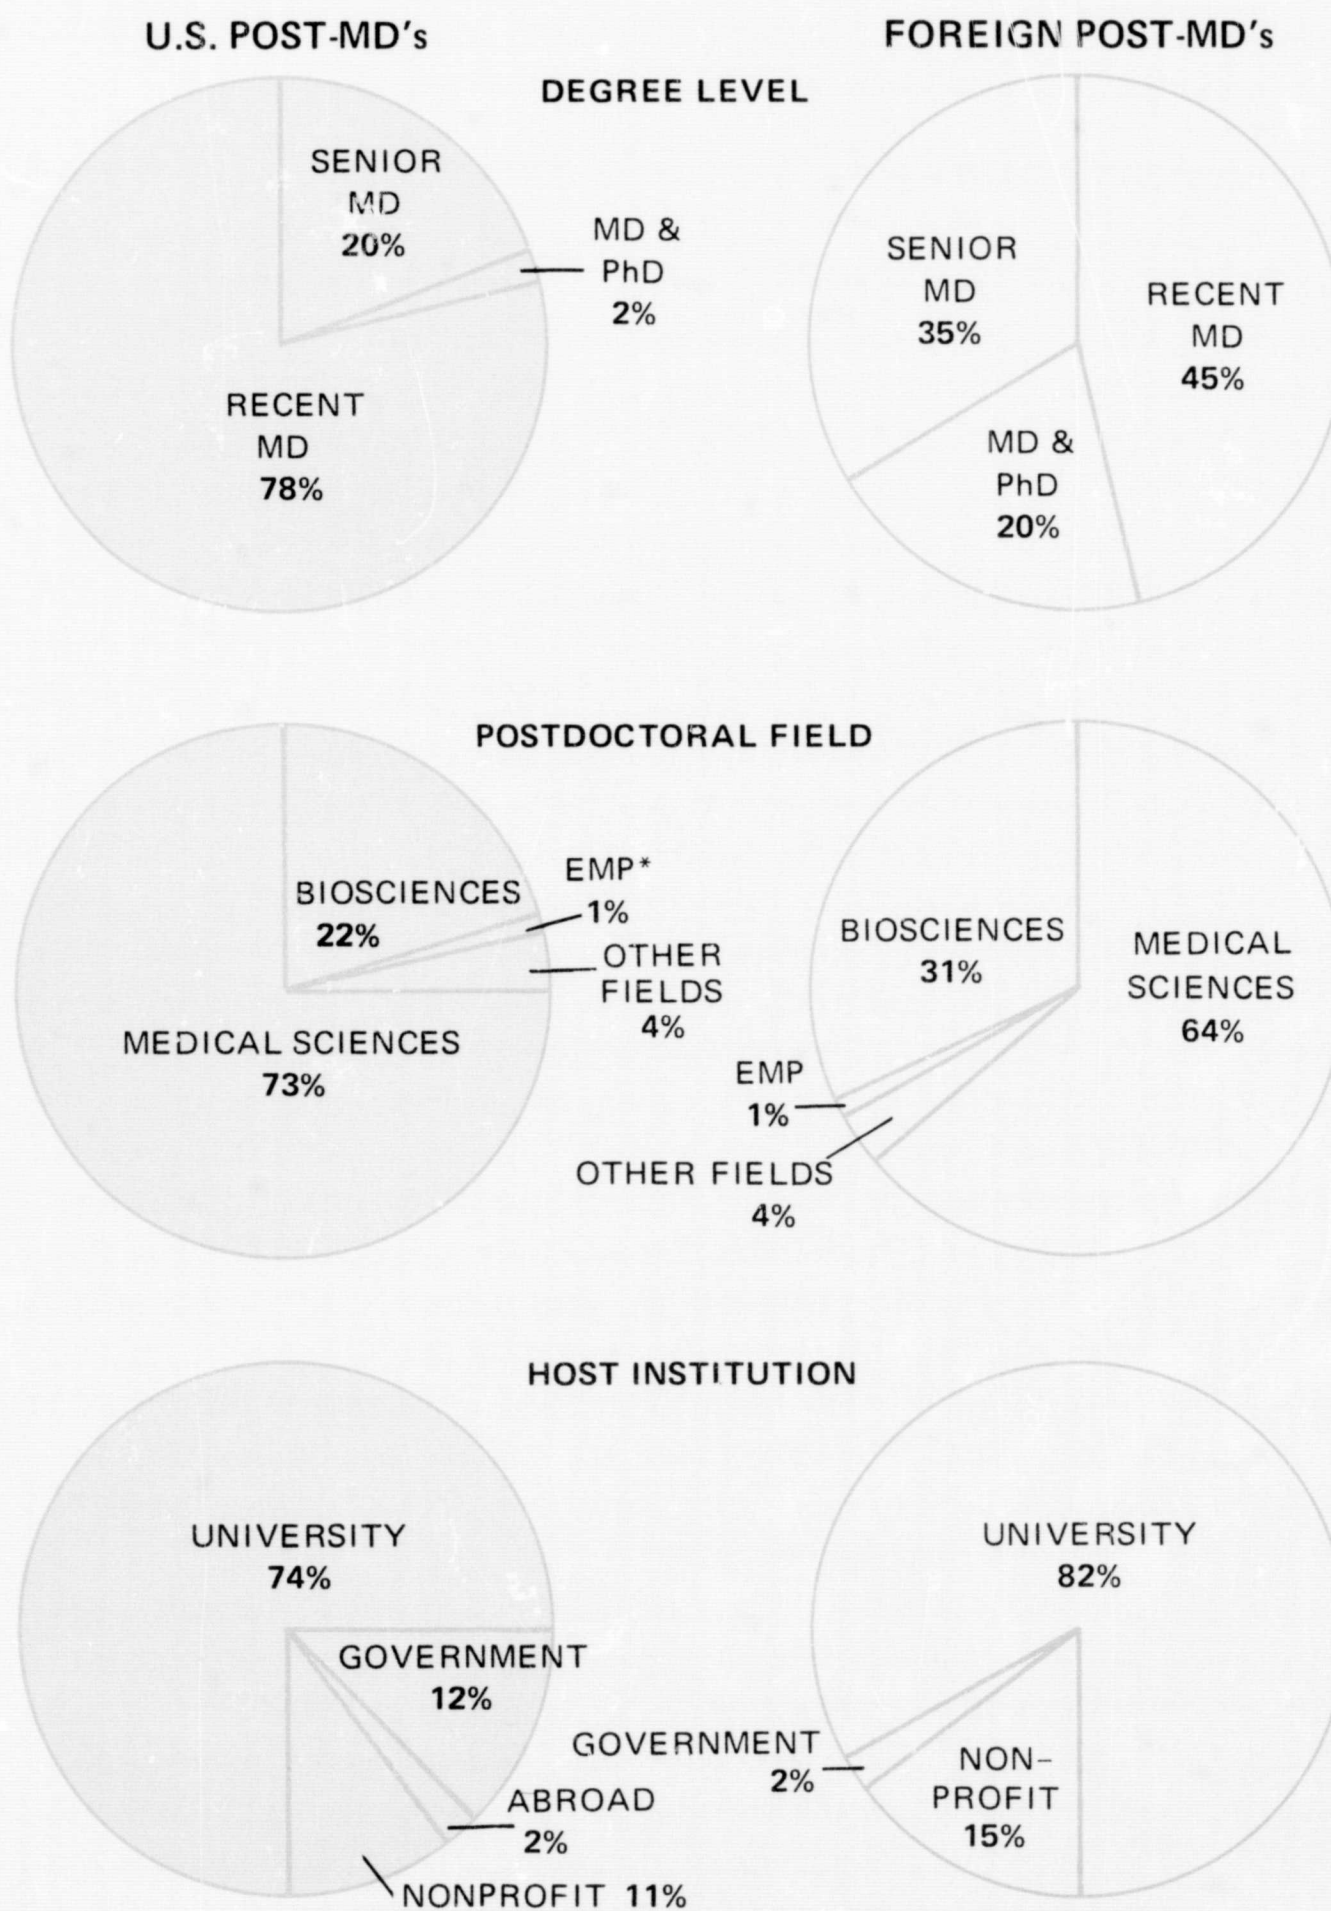 U.S. POST-MD's
FOREIGN POST-MD's
DEGREE LEVEL
SENIOR
MD
20%
MD &
PhD
2%
RECENT
MD
78%
SENIOR
MD
35%
RECENT
MD
45%
MD &
PhD
20%
POSTDOCTORAL FIELD
BIOSCIENCES
22%
EMP*
1%
OTHER
FIELDS
4%
MEDICAL SCIENCES
73%
BIOSCIENCES
31%
MEDICAL
SCIENCES
64%
EMP
1%
OTHER FIELDS
4%
HOST INSTITUTION
UNIVERSITY
74%
GOVERNMENT
12%
ABROAD
2%
NONPROFIT 11%
UNIVERSITY
82%
GOVERNMENT
2%
NON-
PROFIT
15%